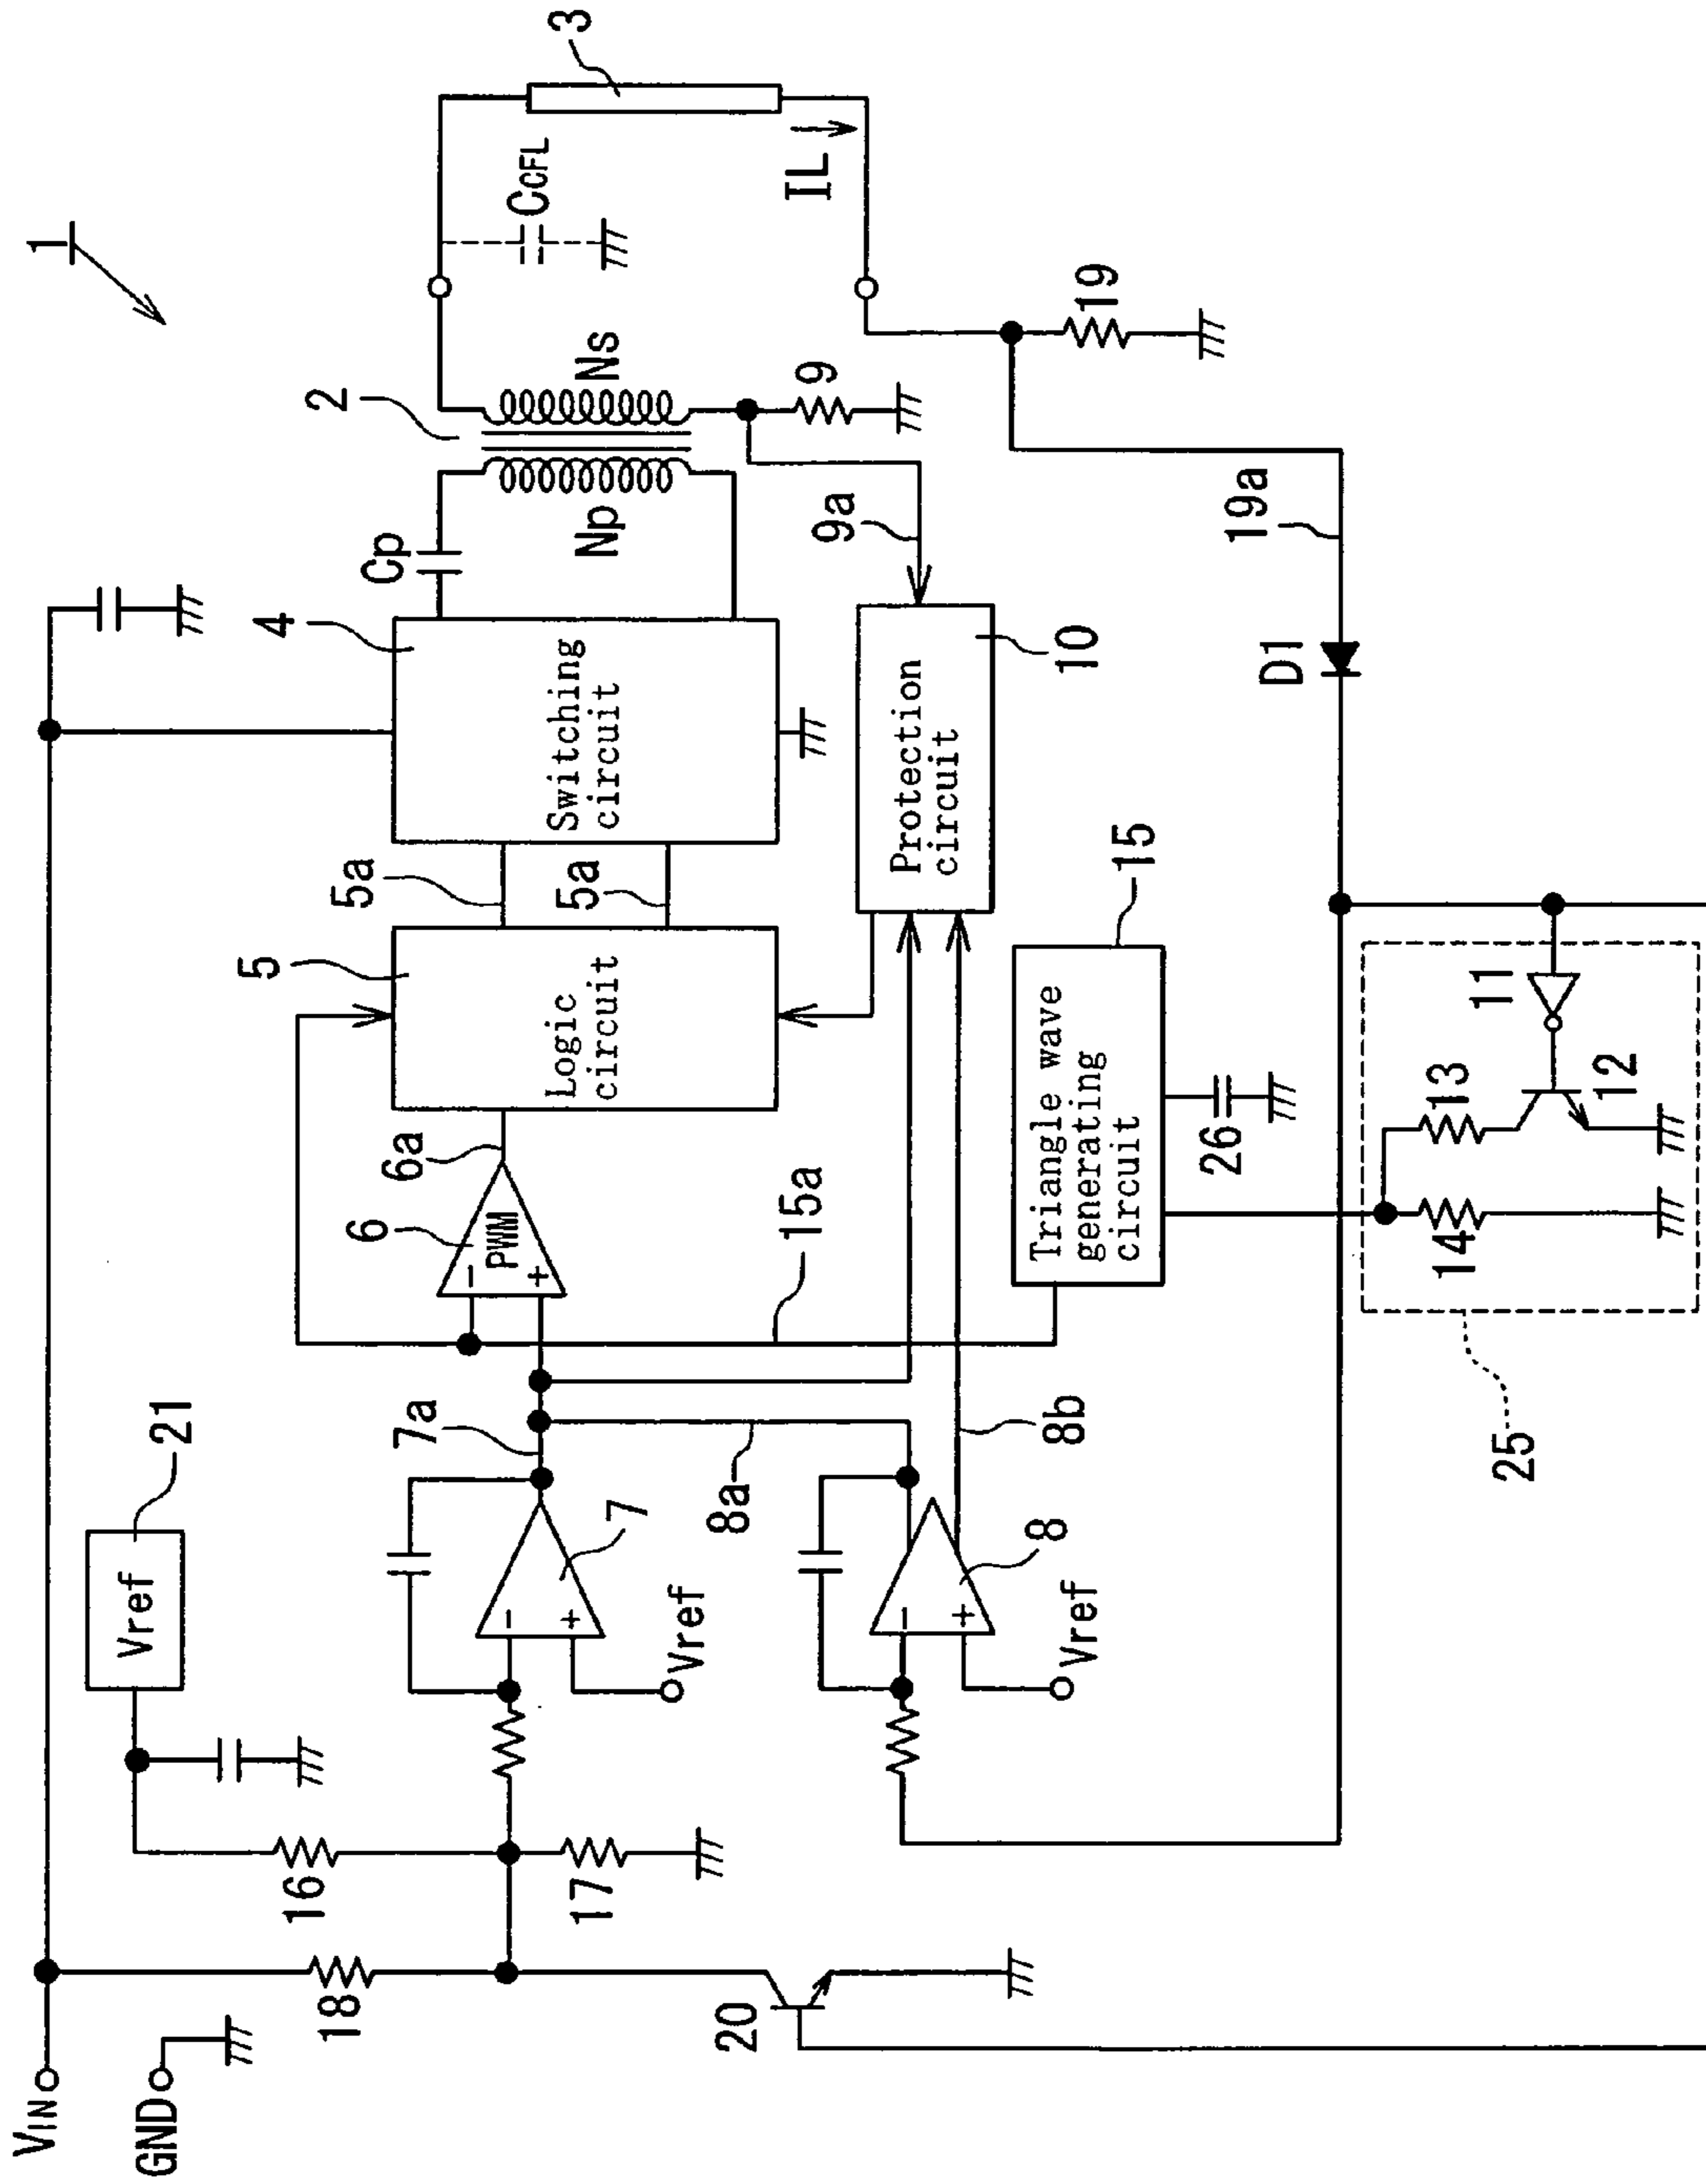 1
VIN
GND
21
Vref
18
16
17
20
7
7a
Vref
-
+
8
8a
8b
Vref
-
+
6
PWM
-
+
6a
15a
5
Logic
circuit
5a
5a
4
Switching
circuit
Cp
2
Np
Ns
CCFL
3
IL
9
9a
Protection
circuit
10
19
19a
D1
15
Triangle wave
generating
circuit
26
25
14
13
11
12